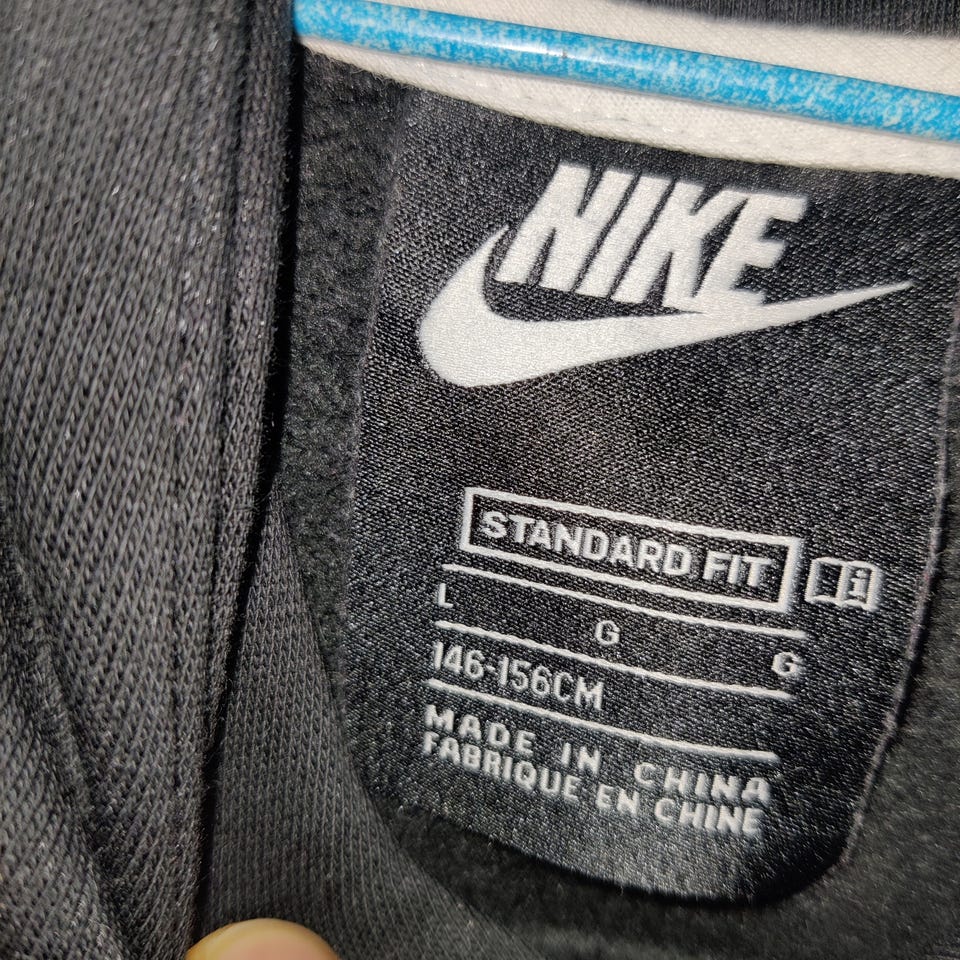 NIKE
STANDARD FIT
L G G
146-156CM
MADE IN CHINA
FABRIQUE EN CHINE